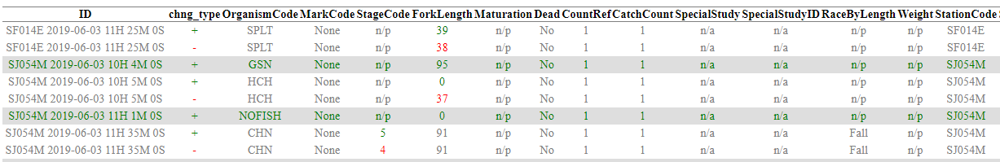 ID chng_type OrganismCode MarkCode StageCode ForkLength Maturation Dead CountRef CatchCount SpecialStudy SpecialStudyID RaceByLength Weight StationCode
SF014E 2019-06-03 11H 25M 0S + SPLT None n/p 39 n/p No 1 1 n/a n/a n/p n/p SF014E
SF014E 2019-06-03 11H 25M 0S - SPLT None n/p 38 n/p No 1 1 n/a n/a n/p n/p SF014E
SJ054M 2019-06-03 10H 4M 0S + GSN None n/p 95 n/p No 1 1 n/a n/a n/p n/p SJ054M
SJ054M 2019-06-03 10H 5M 0S + HCH None n/p 0 n/p No 1 1 n/a n/a n/p n/p SJ054M
SJ054M 2019-06-03 10H 5M 0S - HCH None n/p 37 n/p No 1 1 n/a n/a n/p n/p SJ054M
SJ054M 2019-06-03 11H 1M 0S + NOFISH None n/p 0 n/p No 1 1 n/a n/a n/p n/p SJ054M
SJ054M 2019-06-03 11H 35M 0S + CHN None 5 91 n/p No 1 1 n/a n/a Fall n/p SJ054M
SJ054M 2019-06-03 11H 35M 0S - CHN None 4 91 n/p No 1 1 n/a n/a Fall n/p SJ054M